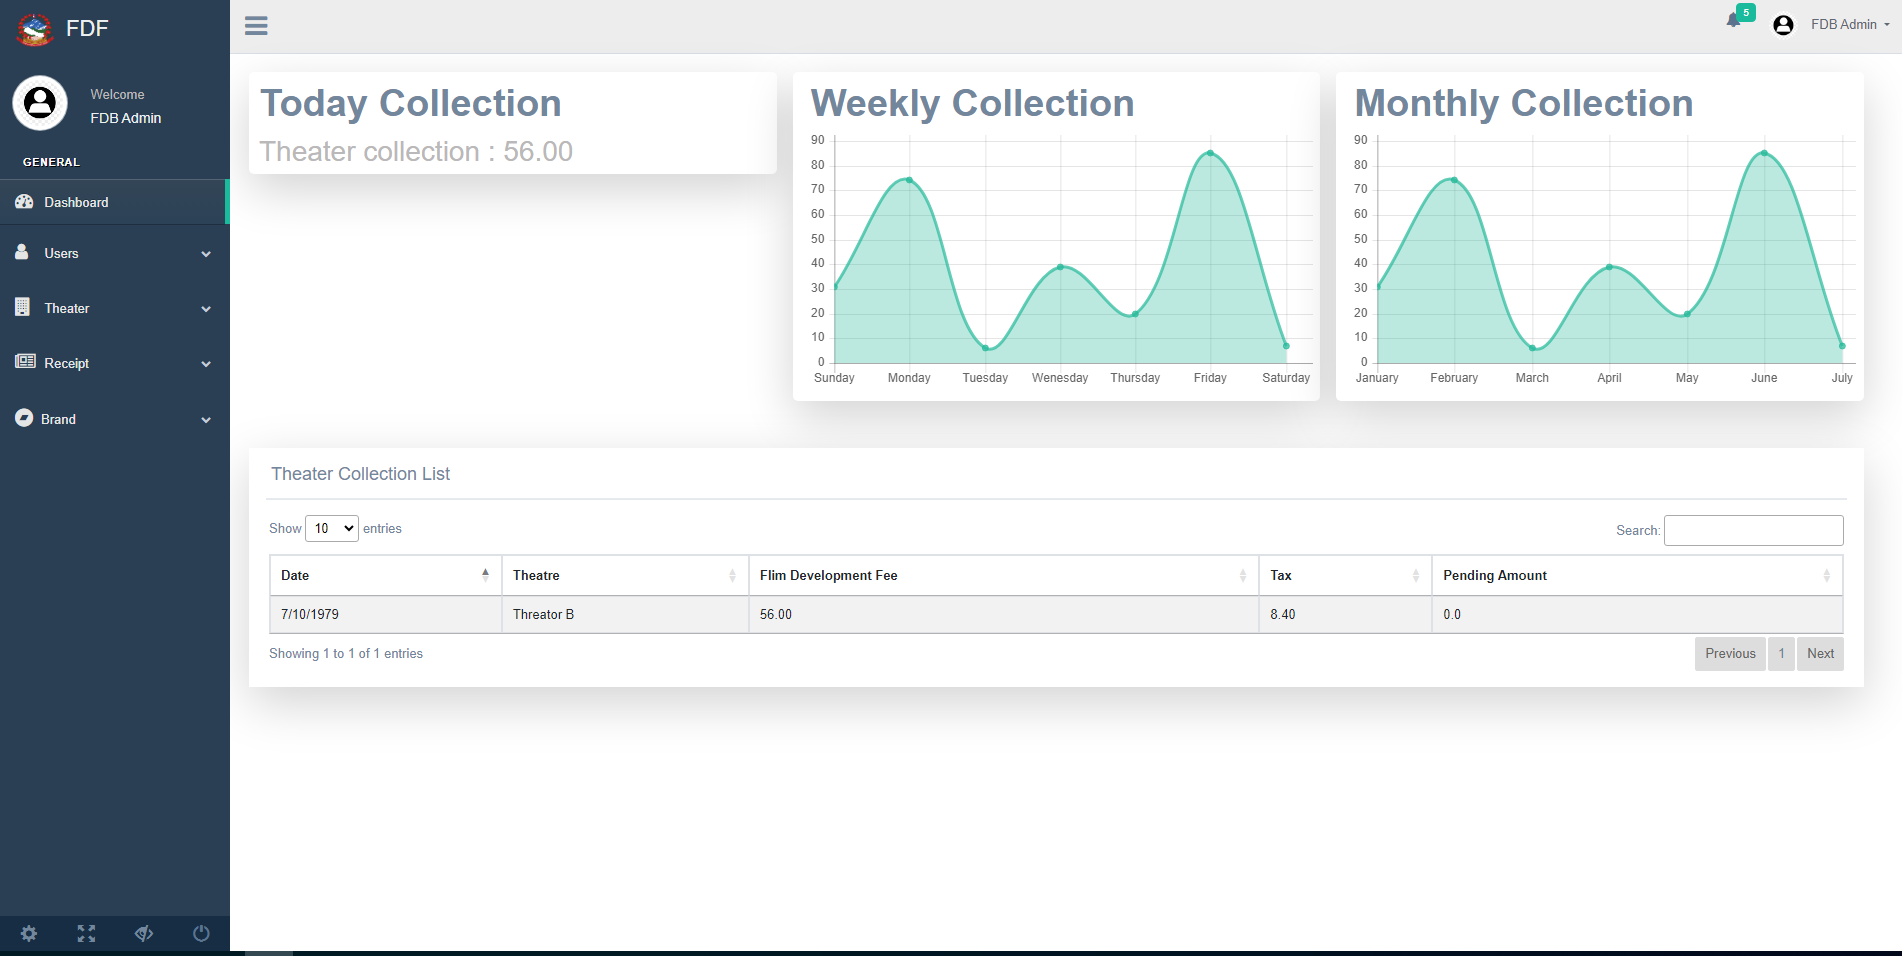 FDF
Welcome
FDB Admin
GENERAL
Dashboard
Users
Theater
Receipt
Brand
5
FDB Admin
Today Collection
Theater collection : 56.00
Weekly Collection
90
80
70
60
50
40
30
20
10
0
Sunday Monday Tuesday Wenesday Thursday Friday Saturday
Monthly Collection
90
80
70
60
50
40
30
20
10
0
January February March April May June July
Theater Collection List
Show 10 entries
Search:
Date Theatre Flim Development Fee Tax Pending Amount
7/10/1979 Threator B 56.00 8.40 0.0
Showing 1 to 1 of 1 entries
Previous 1 Next